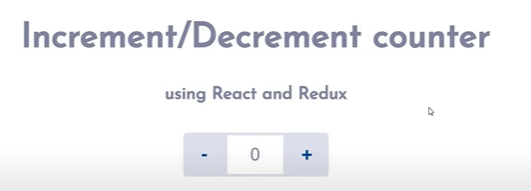 Increment/Decrement counter
using React and Redux
- 0 +